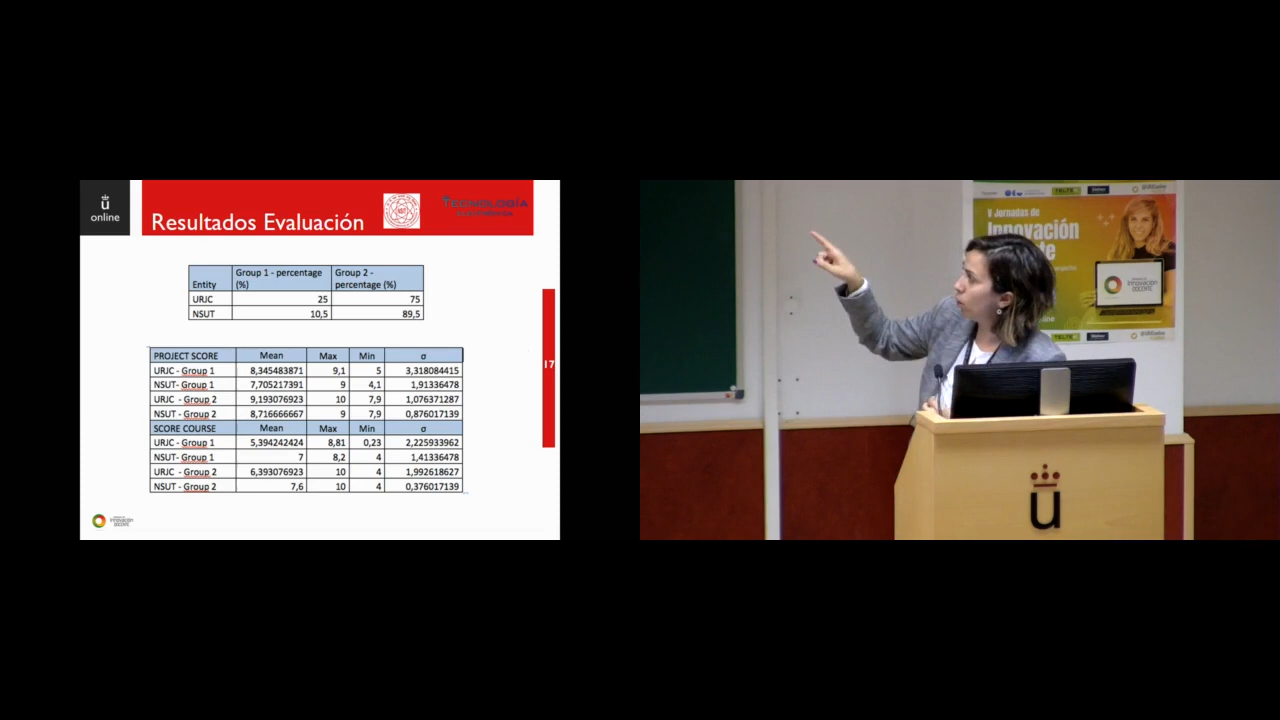 ü
online
Resultados Evaluación
TECNOLOGÍA
Entity Group 1 - percentage (%) Group 2 - percentage (%)
URJC 25 75
NSUT 10,5 89,5
17
PROJECT SCORE Mean Max Min σ
URJC - Group 1 8,345483871 9,1 5 3,318084415
NSUT- Group 1 7,705217391 9 4,1 1,91336478
URJC - Group 2 9,193076923 10 7,9 1,076371287
NSUT - Group 2 8,716666667 9 7,9 0,876017139
SCORE COURSE Mean Max Min σ
URJC - Group 1 5,394242424 8,81 0,23 2,225933962
NSUT- Group 1 7 8,2 4 1,41336478
URJC - Group 2 6,393076923 10 4 1,992618627
NSUT - Group 2 7,6 10 4 0,376017139
innovación
DOCENTE
V Jornadas de
Innovación
innovación
DOCENTE
ü